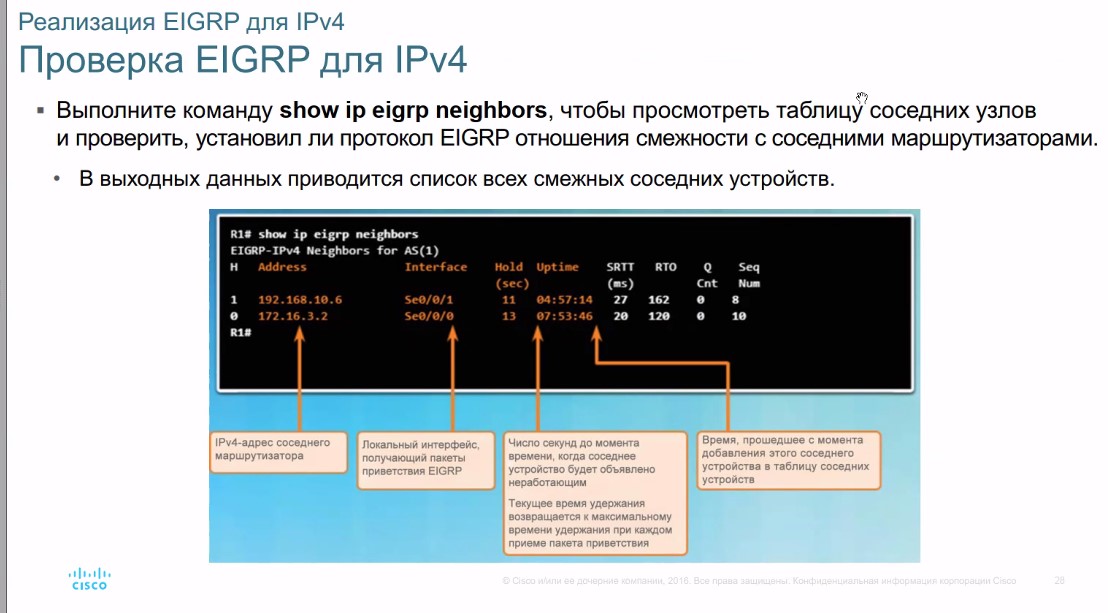 Реализация EIGRP для IPv4
Проверка EIGRP для IPv4
▪ Выполните команду show ip eigrp neighbors, чтобы просмотреть таблицу соседних узлов
и проверить, установил ли протокол EIGRP отношения смежности с соседними маршрутизаторами.
• В выходных данных приводится список всех смежных соседних устройств.
R1# show ip eigrp neighbors
EIGRP-IPv4 Neighbors for AS(1)
H Address Interface Hold Uptime SRTT RTO Q Seq
(sec) (ms) Cnt Num
1 192.168.10.6 Se0/0/1 11 04:57:14 27 162 0 8
0 172.16.3.2 Se0/0/0 13 07:53:46 20 120 0 10
R1#
IPv4-адрес соседнего
маршрутизатора
Локальный интерфейс,
получающий пакеты
приветствия EIGRP
Число секунд до момента
времени, когда соседнее
устройство будет объявлено
неработающим
Текущее время удержания
возвращается к максимальному
времени удержания при каждом
приеме пакета приветствия
Время, прошедшее с момента
добавления этого соседнего
устройства в таблицу соседних
устройств
CISCO
© Cisco и/или ее дочерние компании, 2016. Все права защищены. Конфиденциальная информация корпорации Cisco
28